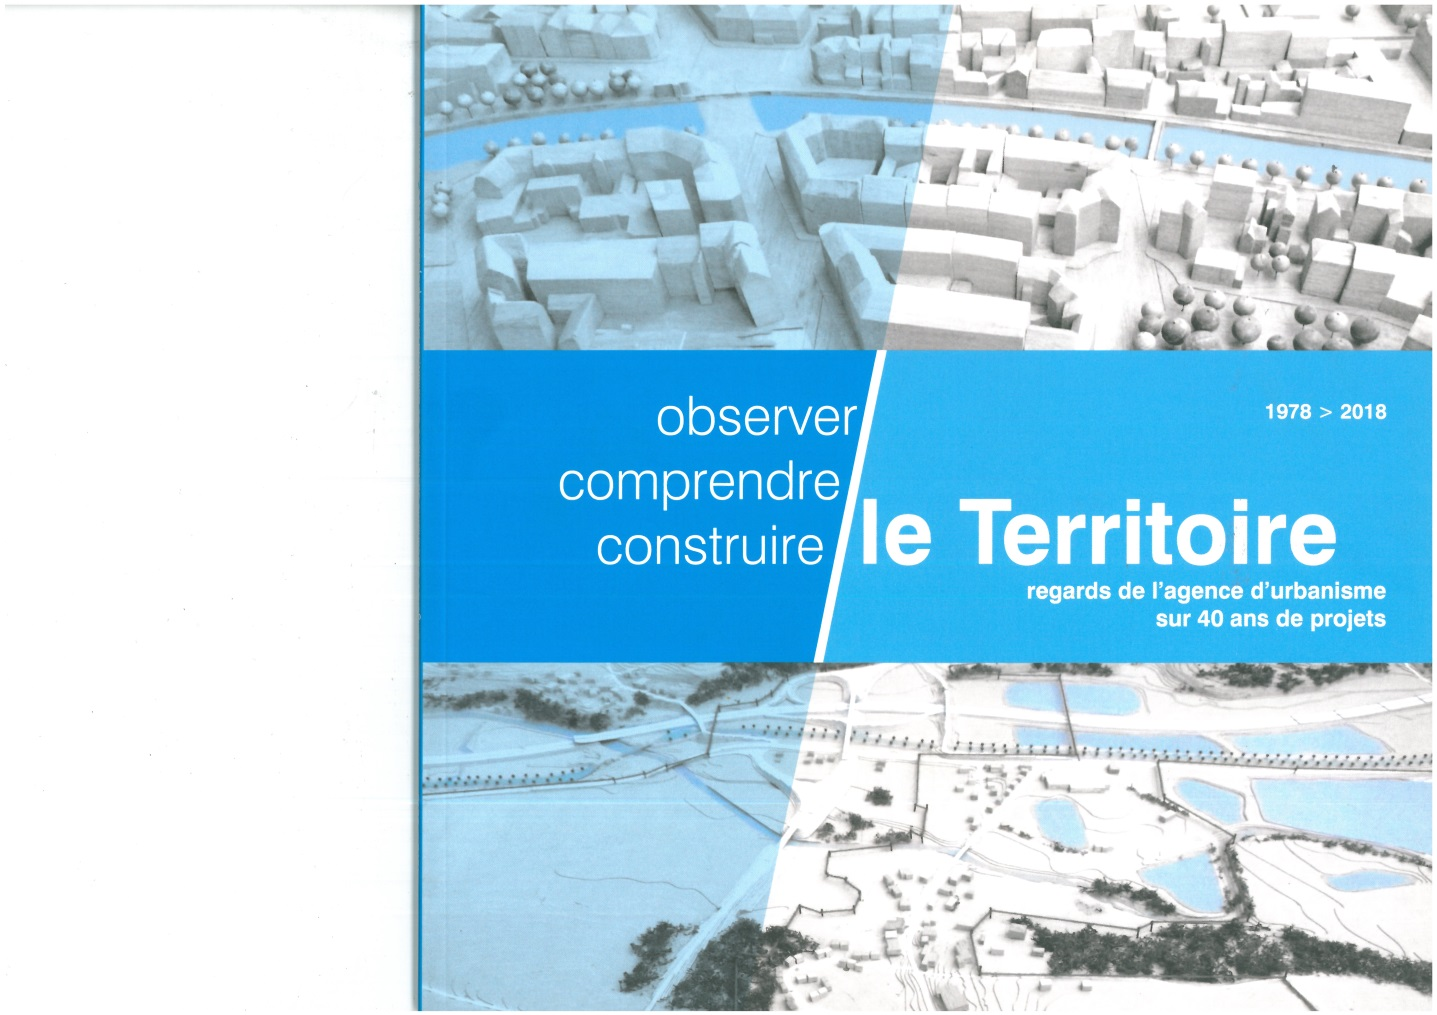 observer
comprendre
construire
1978 > 2018
le Territoire
regards de l'agence d'urbanisme
sur 40 ans de projets